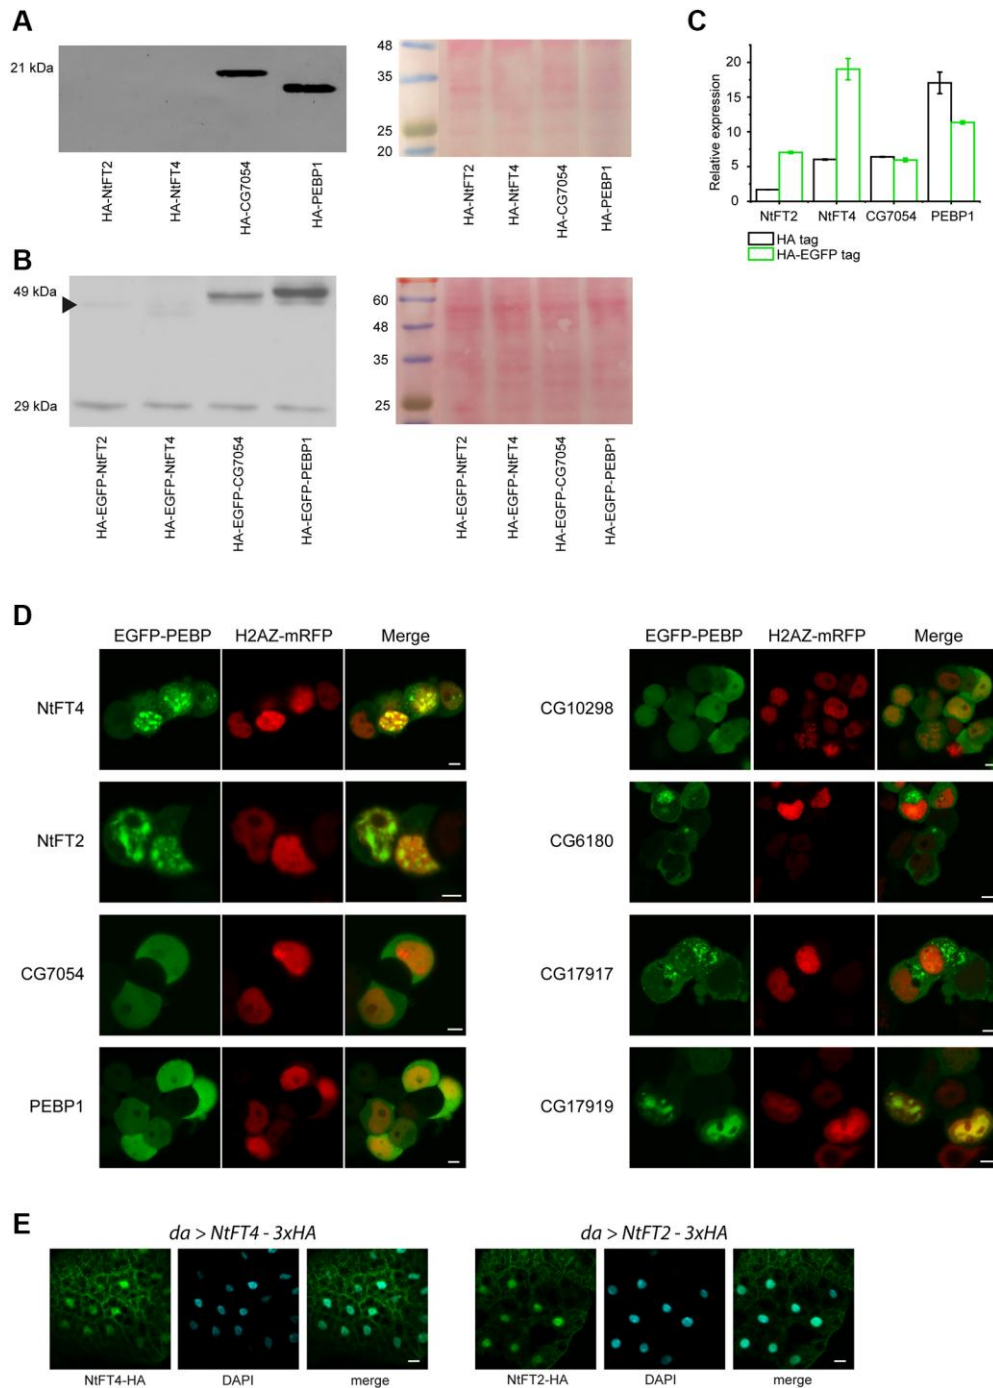 A
21 kDa
HA-NtFT2
HA-NtFT4
HA-CG7054
HA-PEBP1
48
35
25
20
HA-NtFT2
HA-NtFT4
HA-CG7054
HA-PEBP1
C
Relative expression
20
15
10
5
0
NtFT2 NtFT4 CG7054 PEBP1
HA tag
HA-EGFP tag
B
49 kDa
29 kDa
HA-EGFP-NtFT2
HA-EGFP-NtFT4
HA-EGFP-CG7054
HA-EGFP-PEBP1
60
48
35
25
HA-EGFP-NtFT2
HA-EGFP-NtFT4
HA-EGFP-CG7054
HA-EGFP-PEBP1
D
EGFP-PEBP H2AZ-mRFP Merge
NtFT4
NtFT2
CG7054
PEBP1
EGFP-PEBP H2AZ-mRFP Merge
CG10298
CG6180
CG17917
CG17919
E
da > NtFT4 - 3xHA
NtFT4-HA DAPI merge
da > NtFT2 - 3xHA
NtFT2-HA DAPI merge